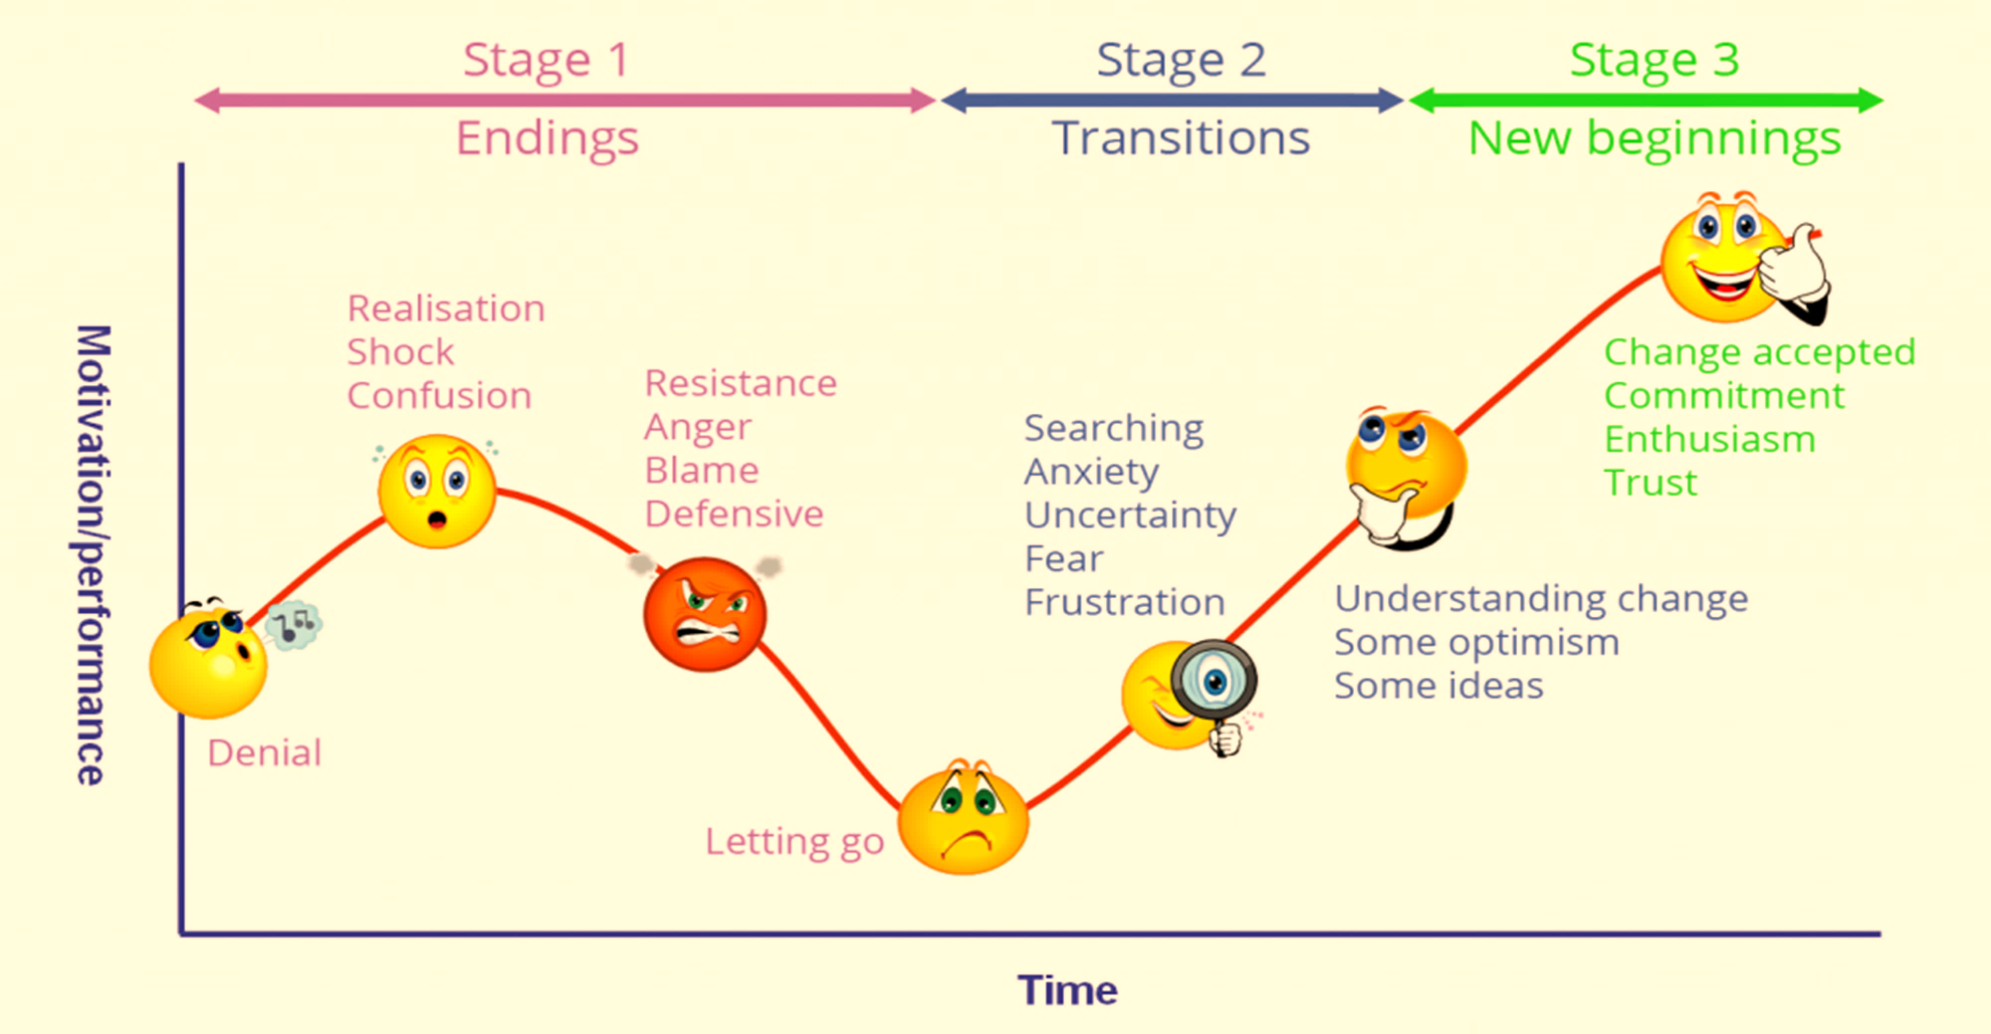 Stage 1
Stage 2
Stage 3
Endings
Transitions
New beginnings
Motivation/performance
Denial
Realisation
Shock
Confusion
Resistance
Anger
Blame
Defensive
Letting go
Searching
Anxiety
Uncertainty
Fear
Frustration
Understanding change
Some optimism
Some ideas
Change accepted
Commitment
Enthusiasm
Trust
Time